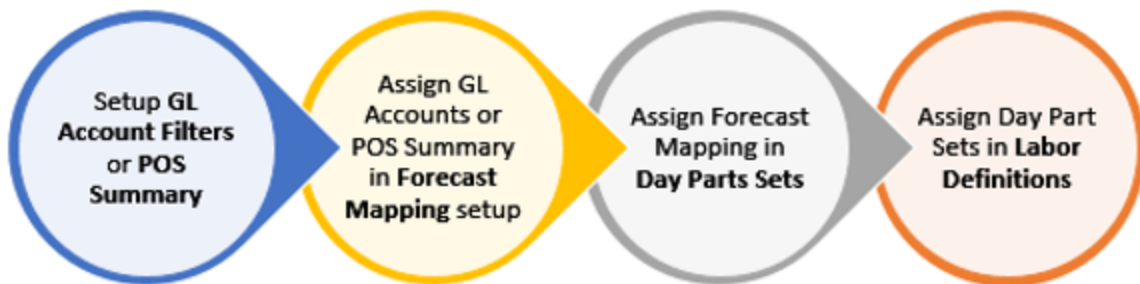 Setup GL
Account Filters
or POS
Summary
Assign GL
Accounts or
POS Summary
in Forecast
Mapping setup
Assign Forecast
Mapping in
Day Parts Sets
Assign Day Part
Sets in Labor
Definitions